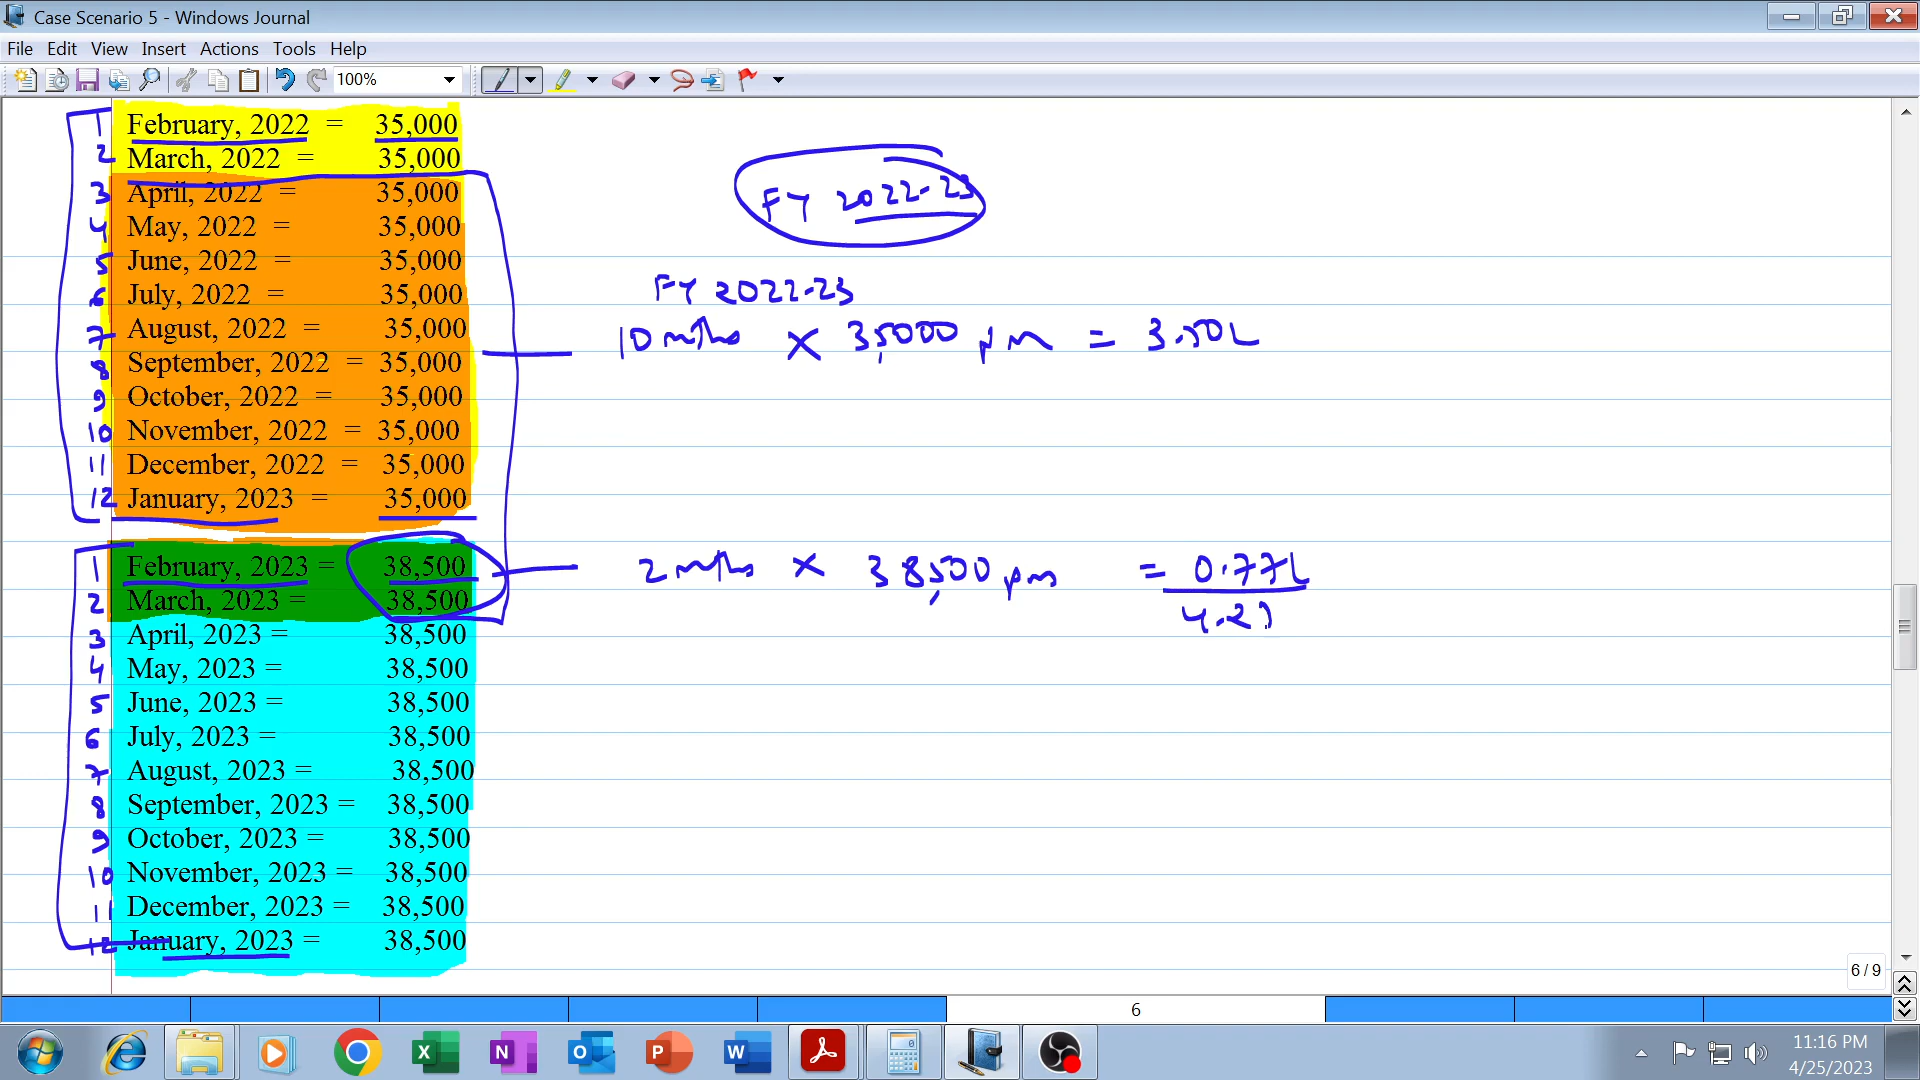 Case Scenario 5 - Windows Journal
File Edit View Insert Actions Tools Help
100%
1 February, 2022 = 35,000
2 March, 2022 = 35,000
3 April, 2022 = 35,000
4 May, 2022 = 35,000
5 June, 2022 = 35,000
6 July, 2022 = 35,000
7 August, 2022 = 35,000
8 September, 2022 = 35,000
9 October, 2022 = 35,000
10 November, 2022 = 35,000
11 December, 2022 = 35,000
12 January, 2023 = 35,000
FY 2022-23
FY 2022-23
10 mths × 35,000 pm = 3.50L
1 February, 2023 = 38,500
2 March, 2023 = 38,500
3 April, 2023 = 38,500
4 May, 2023 = 38,500
5 June, 2023 = 38,500
6 July, 2023 = 38,500
7 August, 2023 = 38,500
8 September, 2023 = 38,500
9 October, 2023 = 38,500
10 November, 2023 = 38,500
11 December, 2023 = 38,500
12 January, 2023 = 38,500
2 mths × 38,500 pm = 0.77L
6 / 9
6
11:16 PM
4/25/2023